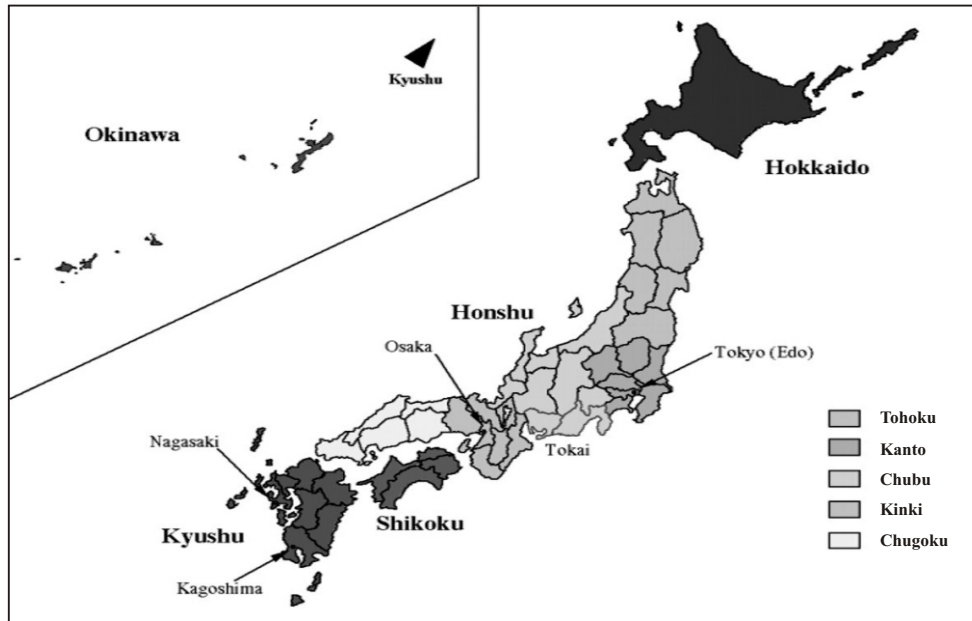 Kyushu
Okinawa
Hokkaido
Honshu
Osaka
Tokyo (Edo)
Tohoku
Nagasaki
Tokai
Kanto
Chubu
Shikoku
Kinki
Kyushu
Chugoku
Kagoshima